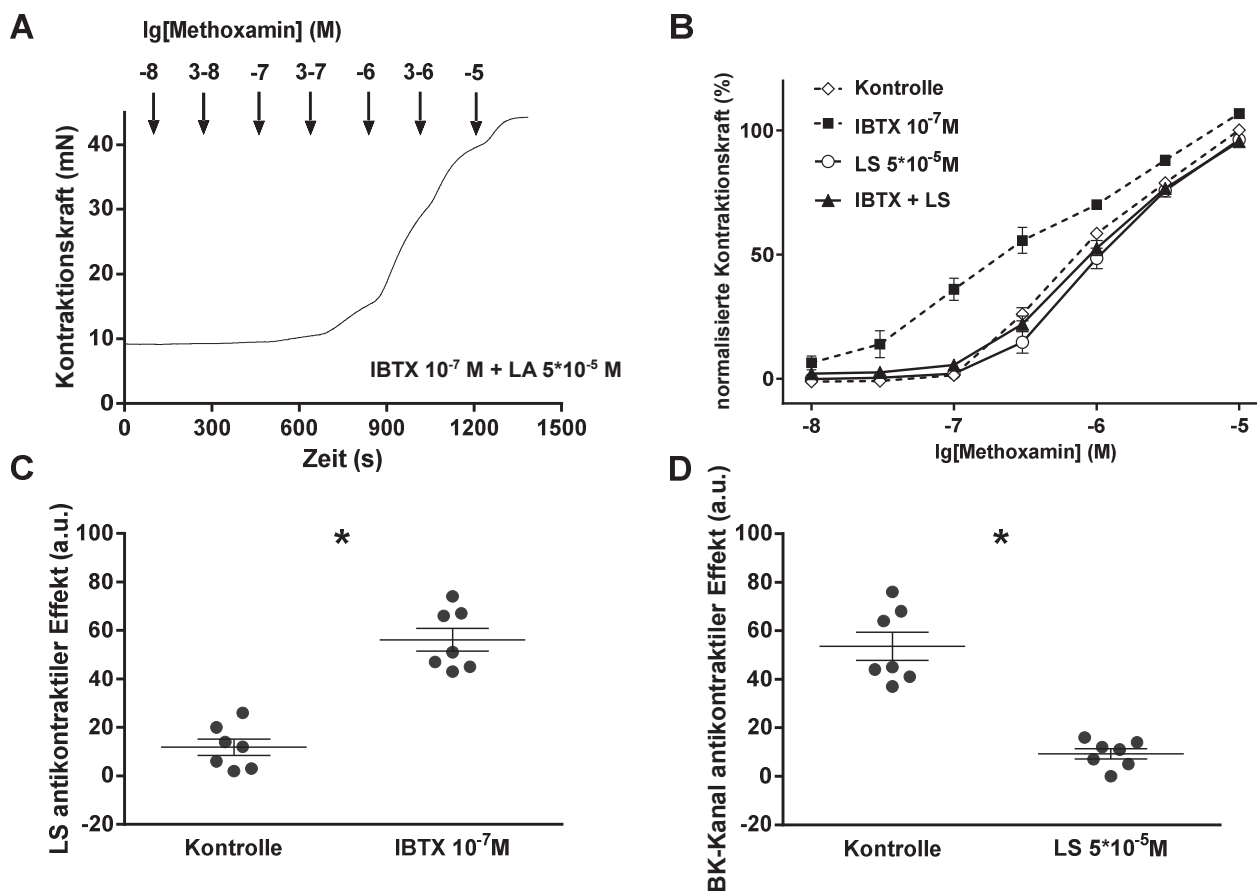 A
lg[Methoxamin] (M)
-8 3-8 -7 3-7 -6 3-6 -5
Kontraktionskraft (mN)
40
30
20
10
0
IBTX 10⁻⁷ M + LA 5*10⁻⁵ M
0 300 600 900 1200 1500
Zeit (s)
B
normalisierte Kontraktionskraft (%)
100
50
0
Kontrolle
IBTX 10⁻⁷M
LS 5*10⁻⁵M
IBTX + LS
-8 -7 -6 -5
lg[Methoxamin] (M)
C
LS antikontraktiler Effekt (a.u.)
100
80
60
40
20
0
-20
*
Kontrolle IBTX 10⁻⁷M
D
BK-Kanal antikontraktiler Effekt (a.u.)
100
80
60
40
20
0
-20
*
Kontrolle LS 5*10⁻⁵M